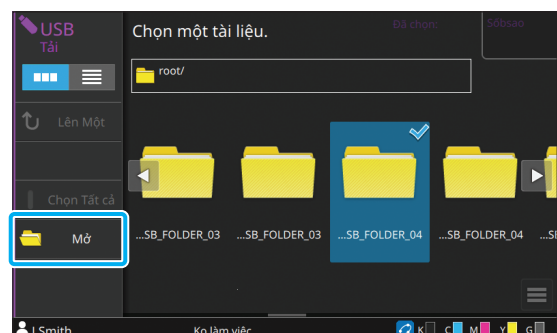 USB
Tải
Chọn một tài liệu.
Đã chọn:
Sốbsao
root/
Lên Một
Chọn Tất cả
Mở
...SB_FOLDER_03
...SB_FOLDER_03
...SB_FOLDER_04
...SB_FOLDER_04
...SE
J.Smith
Ko làm việc
K
C
M
Y
G